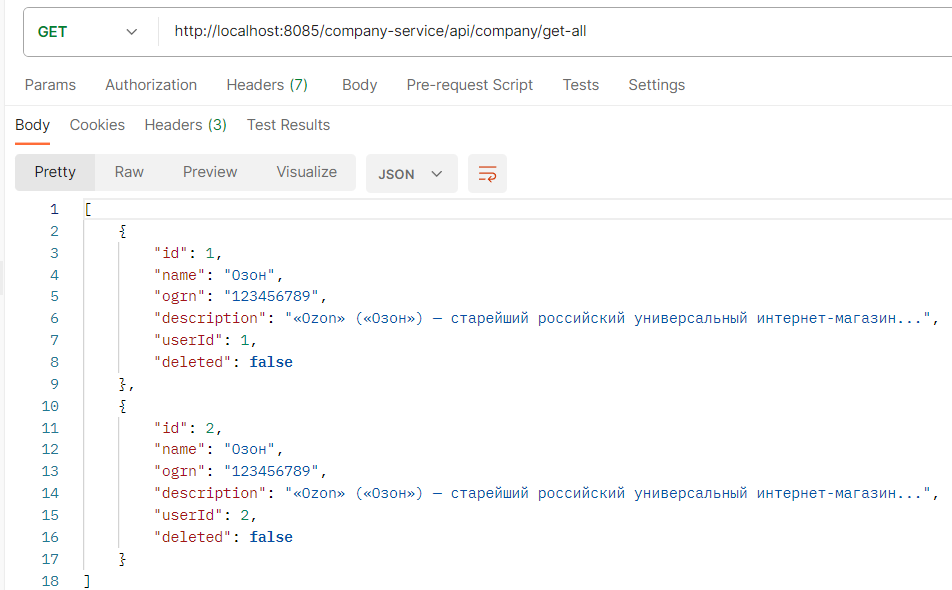 GET http://localhost:8085/company-service/api/company/get-all
Params Authorization Headers (7) Body Pre-request Script Tests Settings
Body Cookies Headers (3) Test Results
Pretty Raw Preview Visualize JSON
1 [
2 {
3 "id": 1,
4 "name": "Озон",
5 "ogrn": "123456789",
6 "description": "«Ozon» («Озон») — старейший российский универсальный интернет-магазин...",
7 "userId": 1,
8 "deleted": false
9 },
10 {
11 "id": 2,
12 "name": "Озон",
13 "ogrn": "123456789",
14 "description": "«Ozon» («Озон») — старейший российский универсальный интернет-магазин...",
15 "userId": 2,
16 "deleted": false
17 }
18 ]